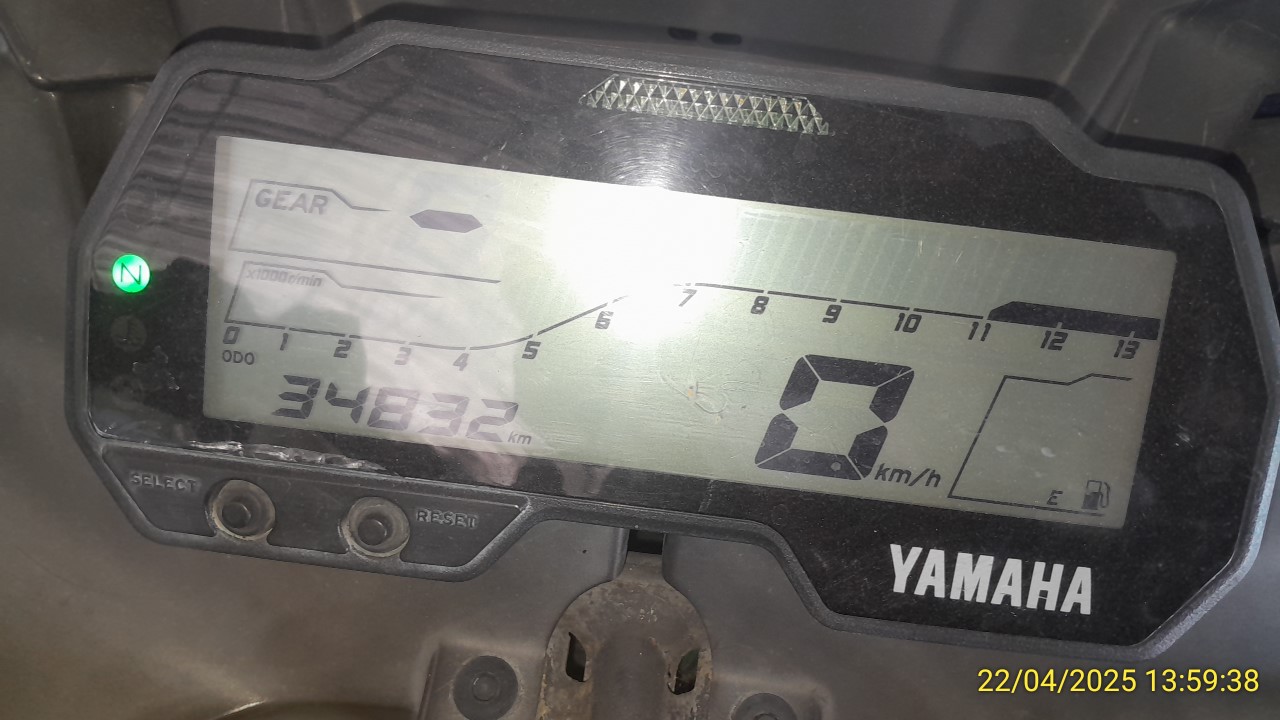 GEAR
N
x1000r/min
0 1 2 3 4 5 6 7 8 9 10 11 12 13
ODO
34832 km
0 km/h
E
SELECT
RESET
YAMAHA
22/04/2025 13:59:38